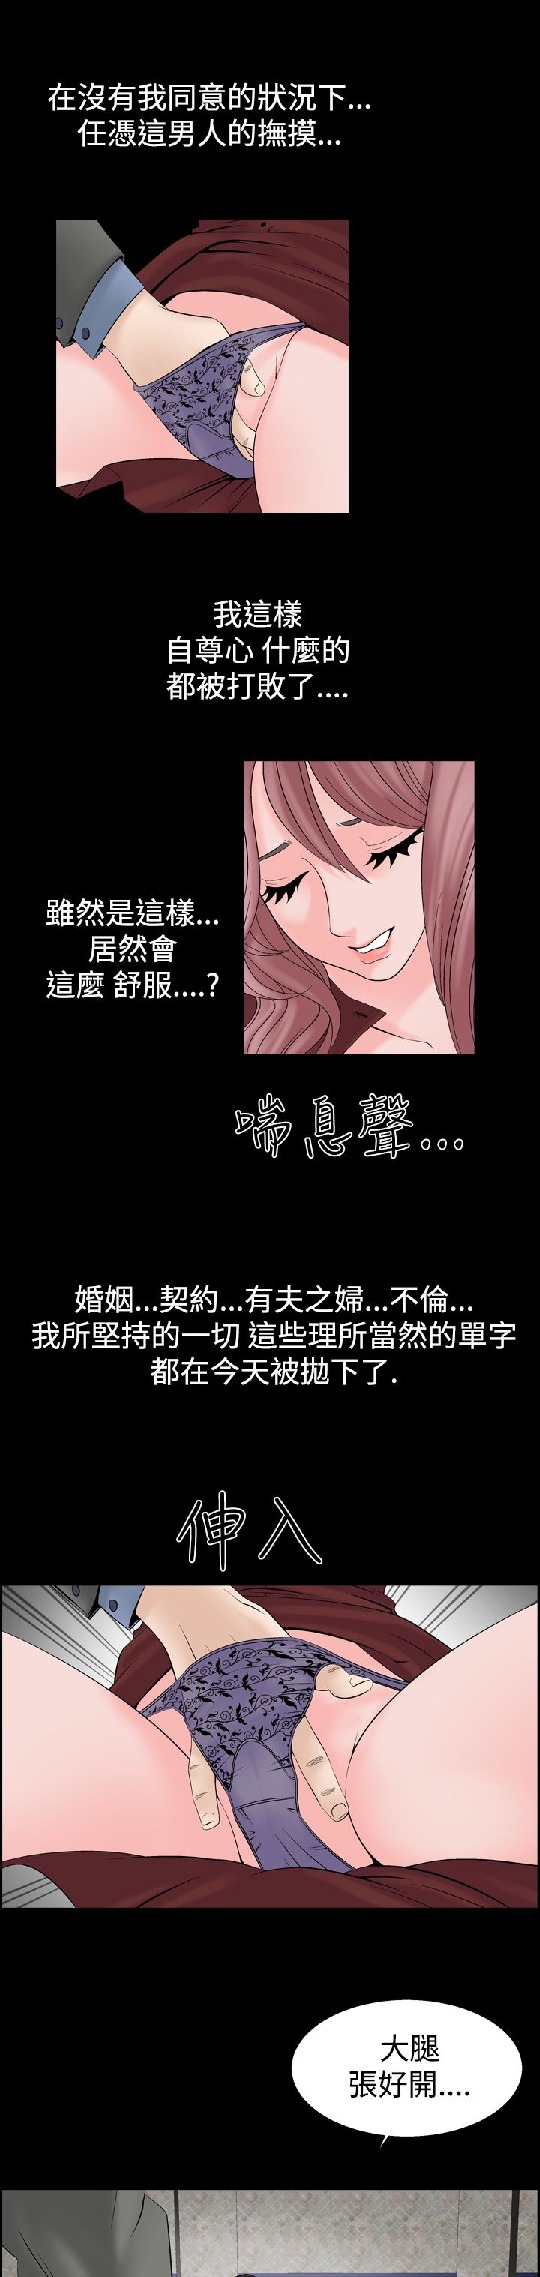 在沒有我同意的狀況下...
任憑這男人的撫摸...
我這樣
自尊心 什麼的
都被打敗了....
雖然是這樣...
居然會
這麼 舒服....?
喘息聲...
婚姻...契約...有夫之婦...不倫...
我所堅持的一切 這些理所當然的單字
都在今天被拋下了.
伸入
大腿
張好開....